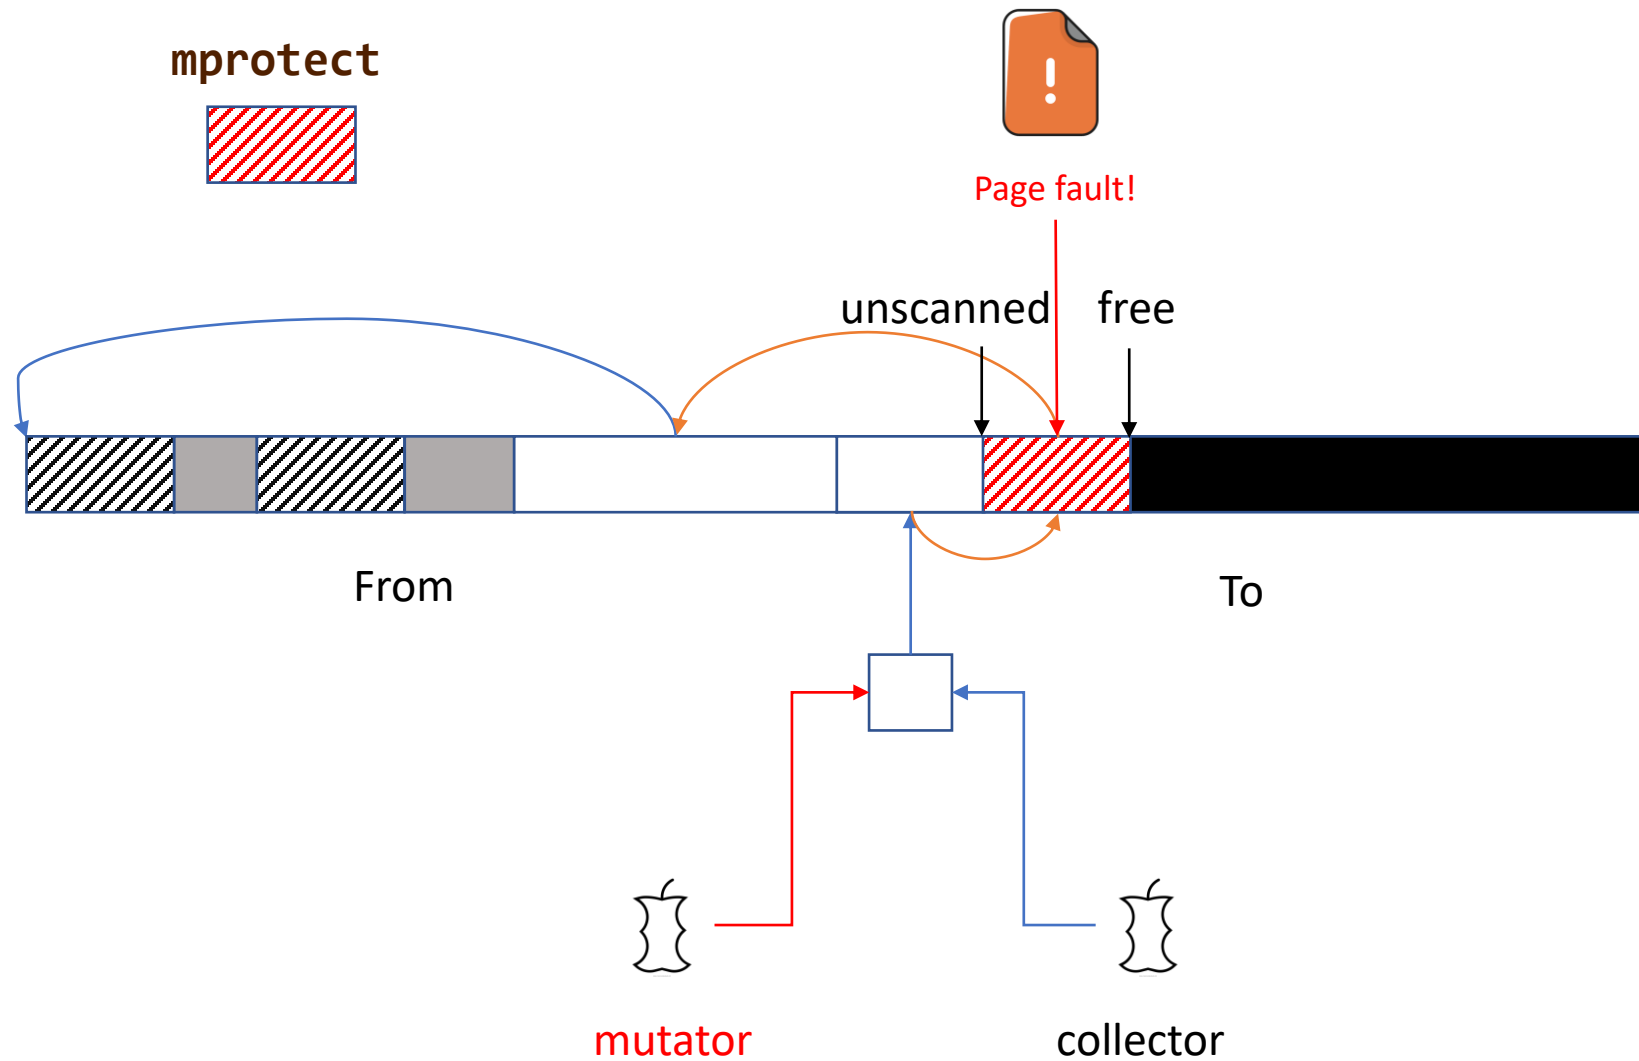 mprotect
!
Page fault!
unscanned free
From
To
mutator
collector